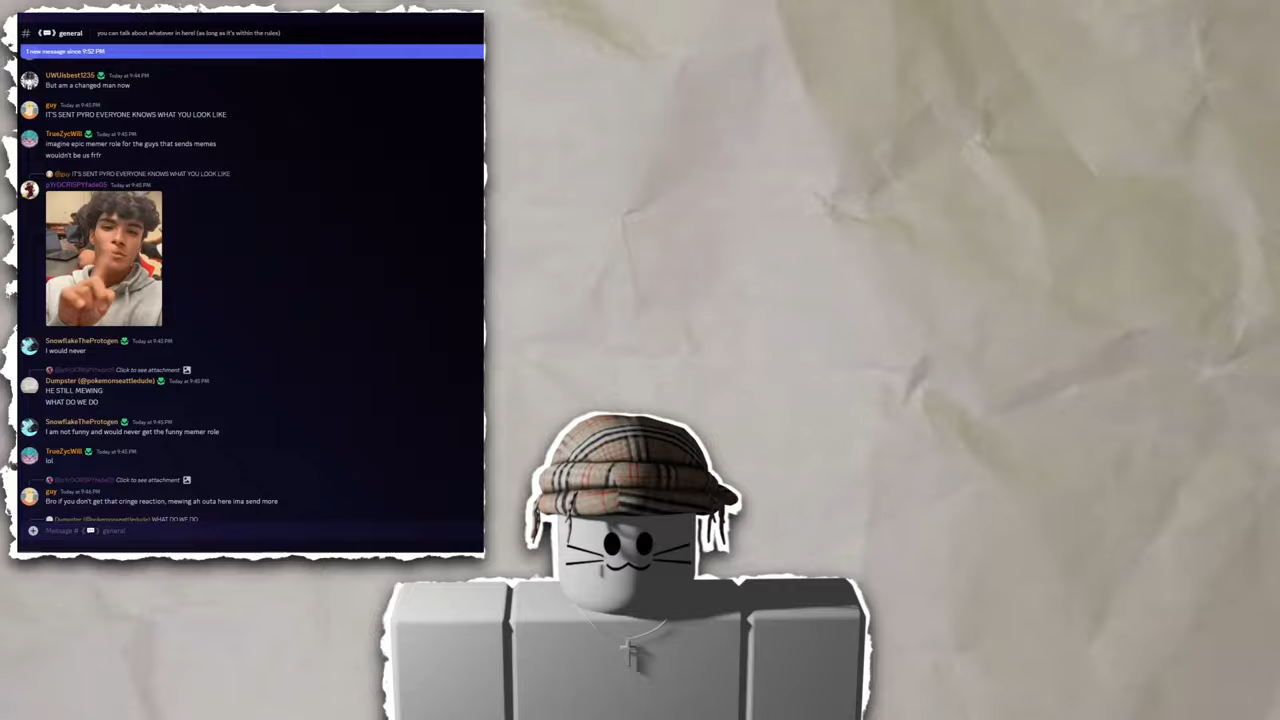 # { 💬 } general you can talk about whatever in here! (as long as it's within the rules)
1 new message since 9:52 PM
UWUisbest1235 Today at 9:44 PM
But am a changed man now
guy Today at 9:45 PM
IT'S SENT PYRO EVERYONE KNOWS WHAT YOU LOOK LIKE
TrueZycWill Today at 9:45 PM
imagine epic memer role for the guys that sends memes
wouldn't be us frfr
@guy IT'S SENT PYRO EVERYONE KNOWS WHAT YOU LOOK LIKE
Today at 9:45 PM
SnowflakeTheProtogen Today at 9:45 PM
I would never
Click to see attachment
Dumpster (@pokemonseattledude) Today at 9:45 PM
HE STILL MEWING
WHAT DO WE DO
SnowflakeTheProtogen Today at 9:45 PM
I am not funny and would never get the funny memer role
TrueZycWill Today at 9:45 PM
lol
Click to see attachment
guy Today at 9:46 PM
Bro if you don't get that cringe reaction, mewing ah outa here ima send more
Dumpster (@pokemonseattledude) WHAT DO WE DO
Message # { 💬 } general